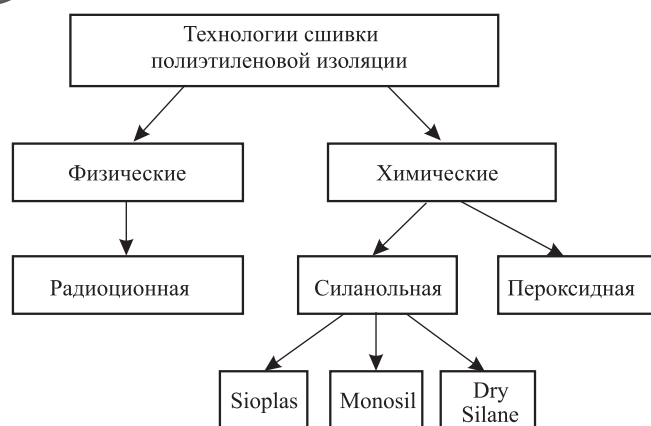 Технологии сшивки
полиэтиленовой изоляции
Физические
Химические
Радиоционная
Силанольная
Пероксидная
Sioplas
Monosil
Dry
Silane